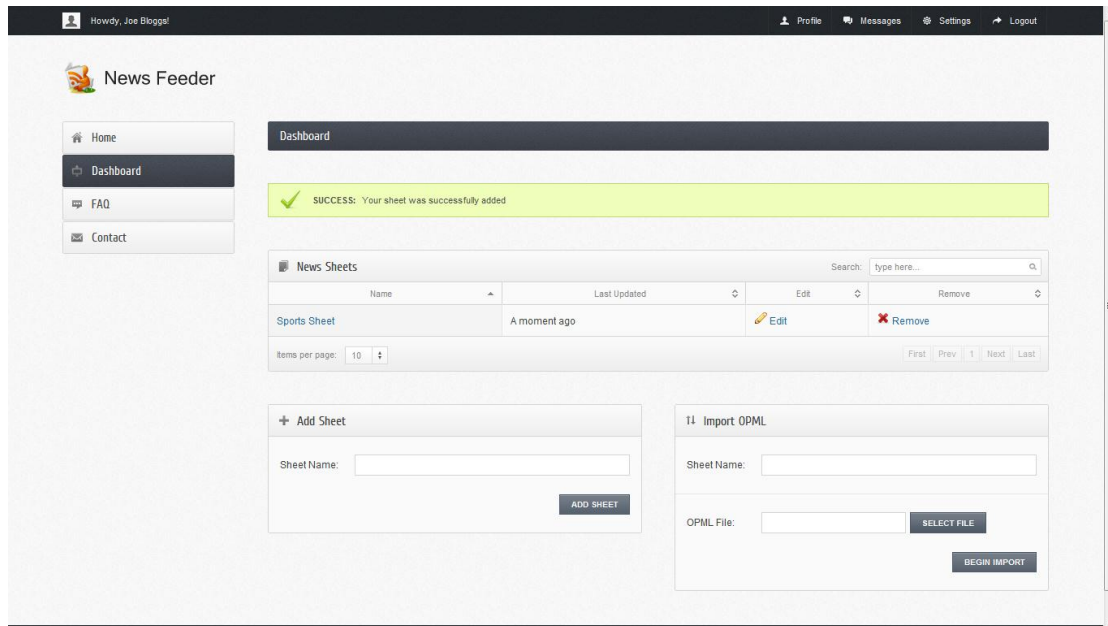 Howdy, Joe Bloggs! Profile Messages Settings Logout
News Feeder
Home
Dashboard
FAQ
Contact
Dashboard
SUCCESS: Your sheet was successfully added
News Sheets Search: type here...
Name Last Updated Edit Remove
Sports Sheet A moment ago Edit Remove
Items per page: 10 First Prev 1 Next Last
Add Sheet
Sheet Name:
ADD SHEET
Import OPML
Sheet Name:
OPML File: SELECT FILE
BEGIN IMPORT